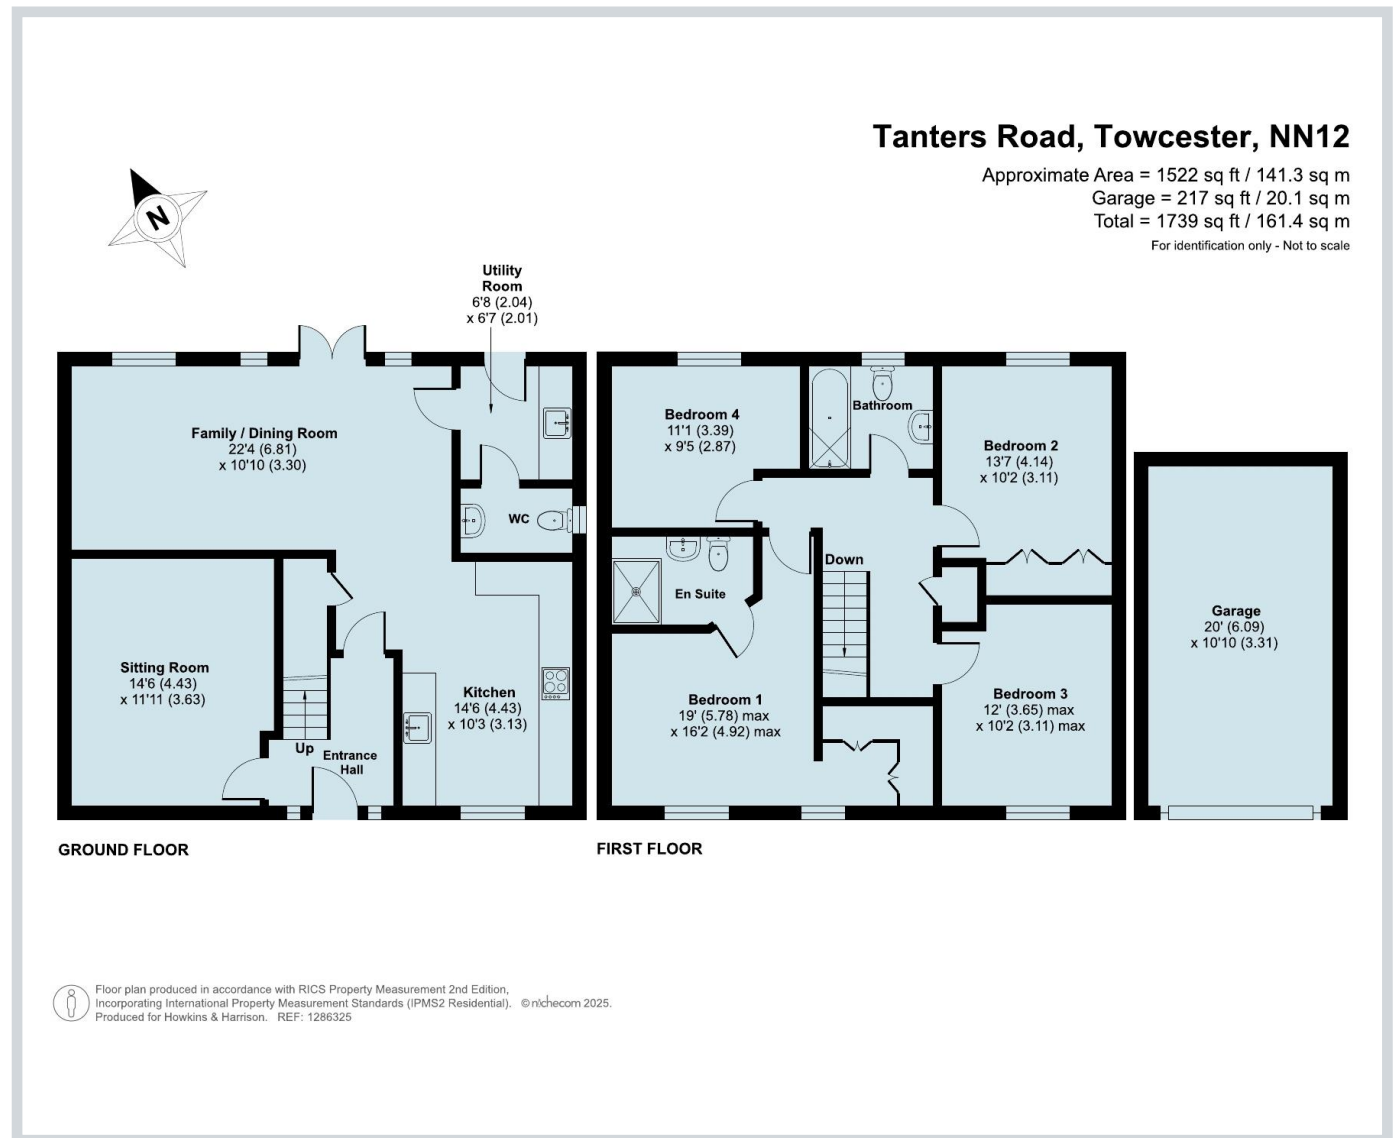 Tanters Road, Towcester, NN12
Approximate Area = 1522 sq ft / 141.3 sq m
Garage = 217 sq ft / 20.1 sq m
Total = 1739 sq ft / 161.4 sq m
For identification only - Not to scale
N
Utility
Room
6'8 (2.04)
x 6'7 (2.01)
Family / Dining Room
22'4 (6.81)
x 10'10 (3.30)
WC
Sitting Room
14'6 (4.43)
x 11'11 (3.63)
Up
Entrance
Hall
Kitchen
14'6 (4.43)
x 10'3 (3.13)
GROUND FLOOR
Bedroom 4
11'1 (3.39)
x 9'5 (2.87)
Bathroom
Bedroom 2
13'7 (4.14)
x 10'2 (3.11)
Down
En Suite
Bedroom 1
19' (5.78) max
x 16'2 (4.92) max
Bedroom 3
12' (3.65) max
x 10'2 (3.11) max
FIRST FLOOR
Garage
20' (6.09)
x 10'10 (3.31)
Floor plan produced in accordance with RICS Property Measurement 2nd Edition,
Incorporating International Property Measurement Standards (IPMS2 Residential). © nichecom 2025.
Produced for Howkins & Harrison. REF: 1286325